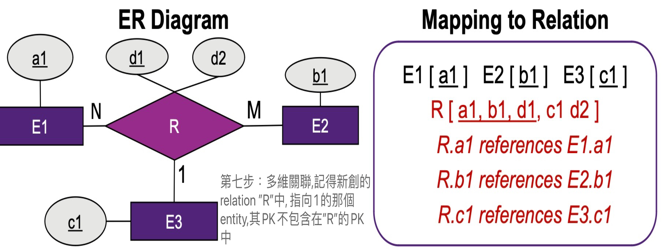 ER Diagram
Mapping to Relation
a1
d1
d2
b1
E1
N
R
M
E2
1
c1
E3
第七步：多維關聯,記得新創的
relation "R"中, 指向1的那個
entity,其PK不包含在"R"的PK
中
E1 [ a1 ] E2 [ b1 ] E3 [ c1 ]
R [ a1, b1, d1, c1 d2 ]
R.a1 references E1.a1
R.b1 references E2.b1
R.c1 references E3.c1